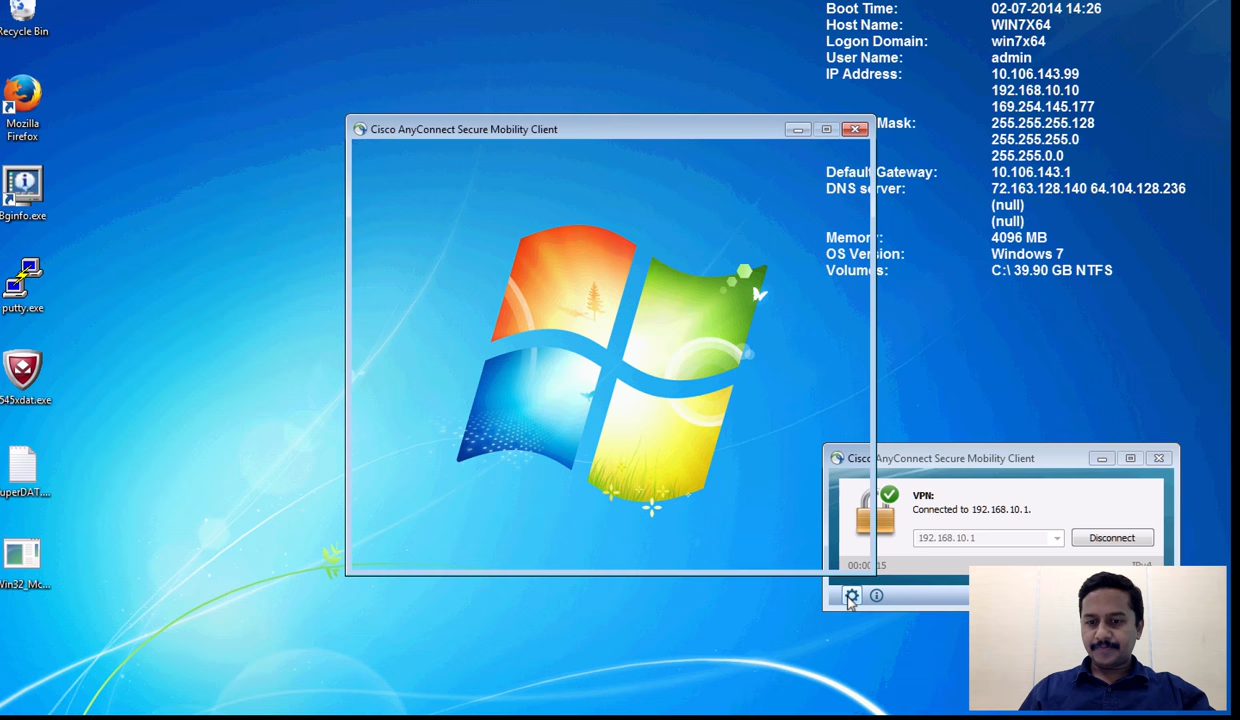 Recycle Bin
Mozilla
Firefox
Bginfo.exe
putty.exe
545xdat.exe
uperDAT....
Win32_Mc...
Boot Time: 02-07-2014 14:26
Host Name: WIN7X64
Logon Domain: win7x64
User Name: admin
IP Address: 10.106.143.99
192.168.10.10
169.254.145.177
Mask: 255.255.255.128
255.255.255.0
255.255.0.0
Default Gateway: 10.106.143.1
DNS server: 72.163.128.140 64.104.128.236
(null)
(null)
Memory: 4096 MB
OS Version: Windows 7
Volumes: C:\ 39.90 GB NTFS
Cisco AnyConnect Secure Mobility Client
Cisco AnyConnect Secure Mobility Client
VPN:
Connected to 192.168.10.1.
192.168.10.1
Disconnect